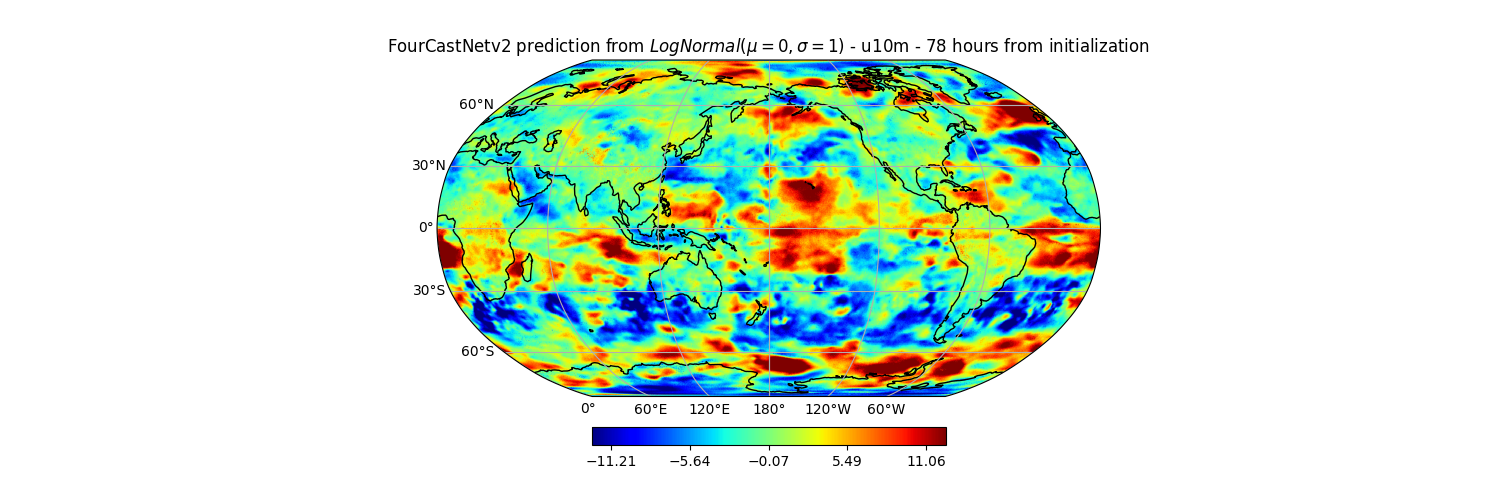 FourCastNetv2 prediction from LogNormal(μ = 0, σ = 1) - u10m - 78 hours from initialization
60°N
30°N
0°
30°S
60°S
0° 60°E 120°E 180° 120°W 60°W
−11.21 −5.64 −0.07 5.49 11.06